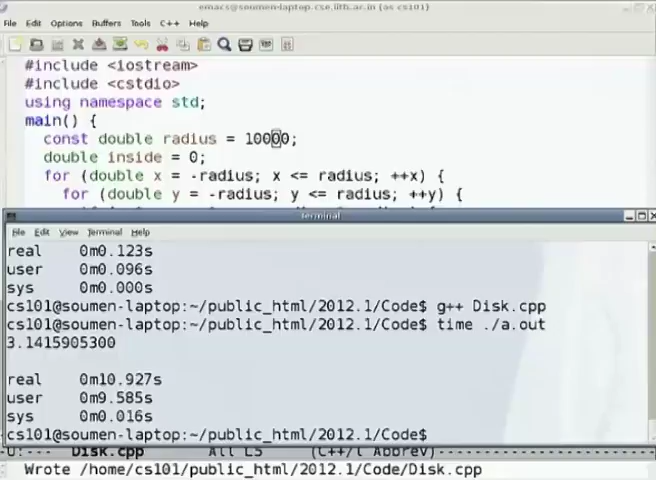 emacs@soumen-laptop.cse.iitb.ac.in (as cs101)
File Edit Options Buffers Tools C++ Help
#include <iostream>
#include <cstdio>
using namespace std;
main() {
const double radius = 10000;
double inside = 0;
for (double x = -radius; x <= radius; ++x) {
for (double y = -radius; y <= radius; ++y) {
Terminal
File Edit View Terminal Help
real 0m0.123s
user 0m0.096s
sys 0m0.000s
cs101@soumen-laptop:~/public_html/2012.1/Code$ g++ Disk.cpp
cs101@soumen-laptop:~/public_html/2012.1/Code$ time ./a.out
3.1415905300
real 0m10.927s
user 0m9.585s
sys 0m0.016s
cs101@soumen-laptop:~/public_html/2012.1/Code$
-U:--- Disk.cpp All L5 (C++/l Abbrev)
Wrote /home/cs101/public_html/2012.1/Code/Disk.cpp